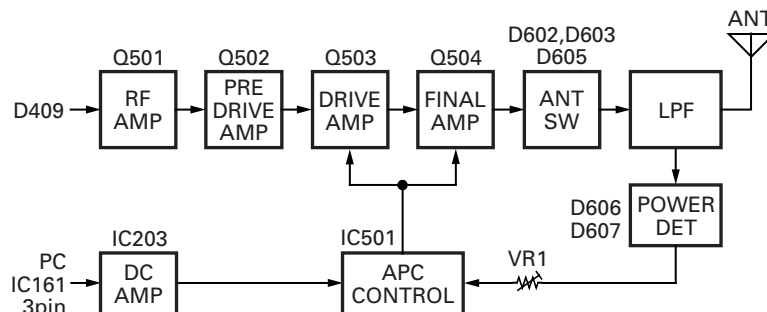 ANT
Q501
RF
AMP
Q502
PRE
DRIVE
AMP
Q503
DRIVE
AMP
Q504
FINAL
AMP
D602,D603
D605
ANT
SW
LPF
D409
D606
D607
POWER
DET
PC
IC161
3pin
IC203
DC
AMP
IC501
APC
CONTROL
VR1